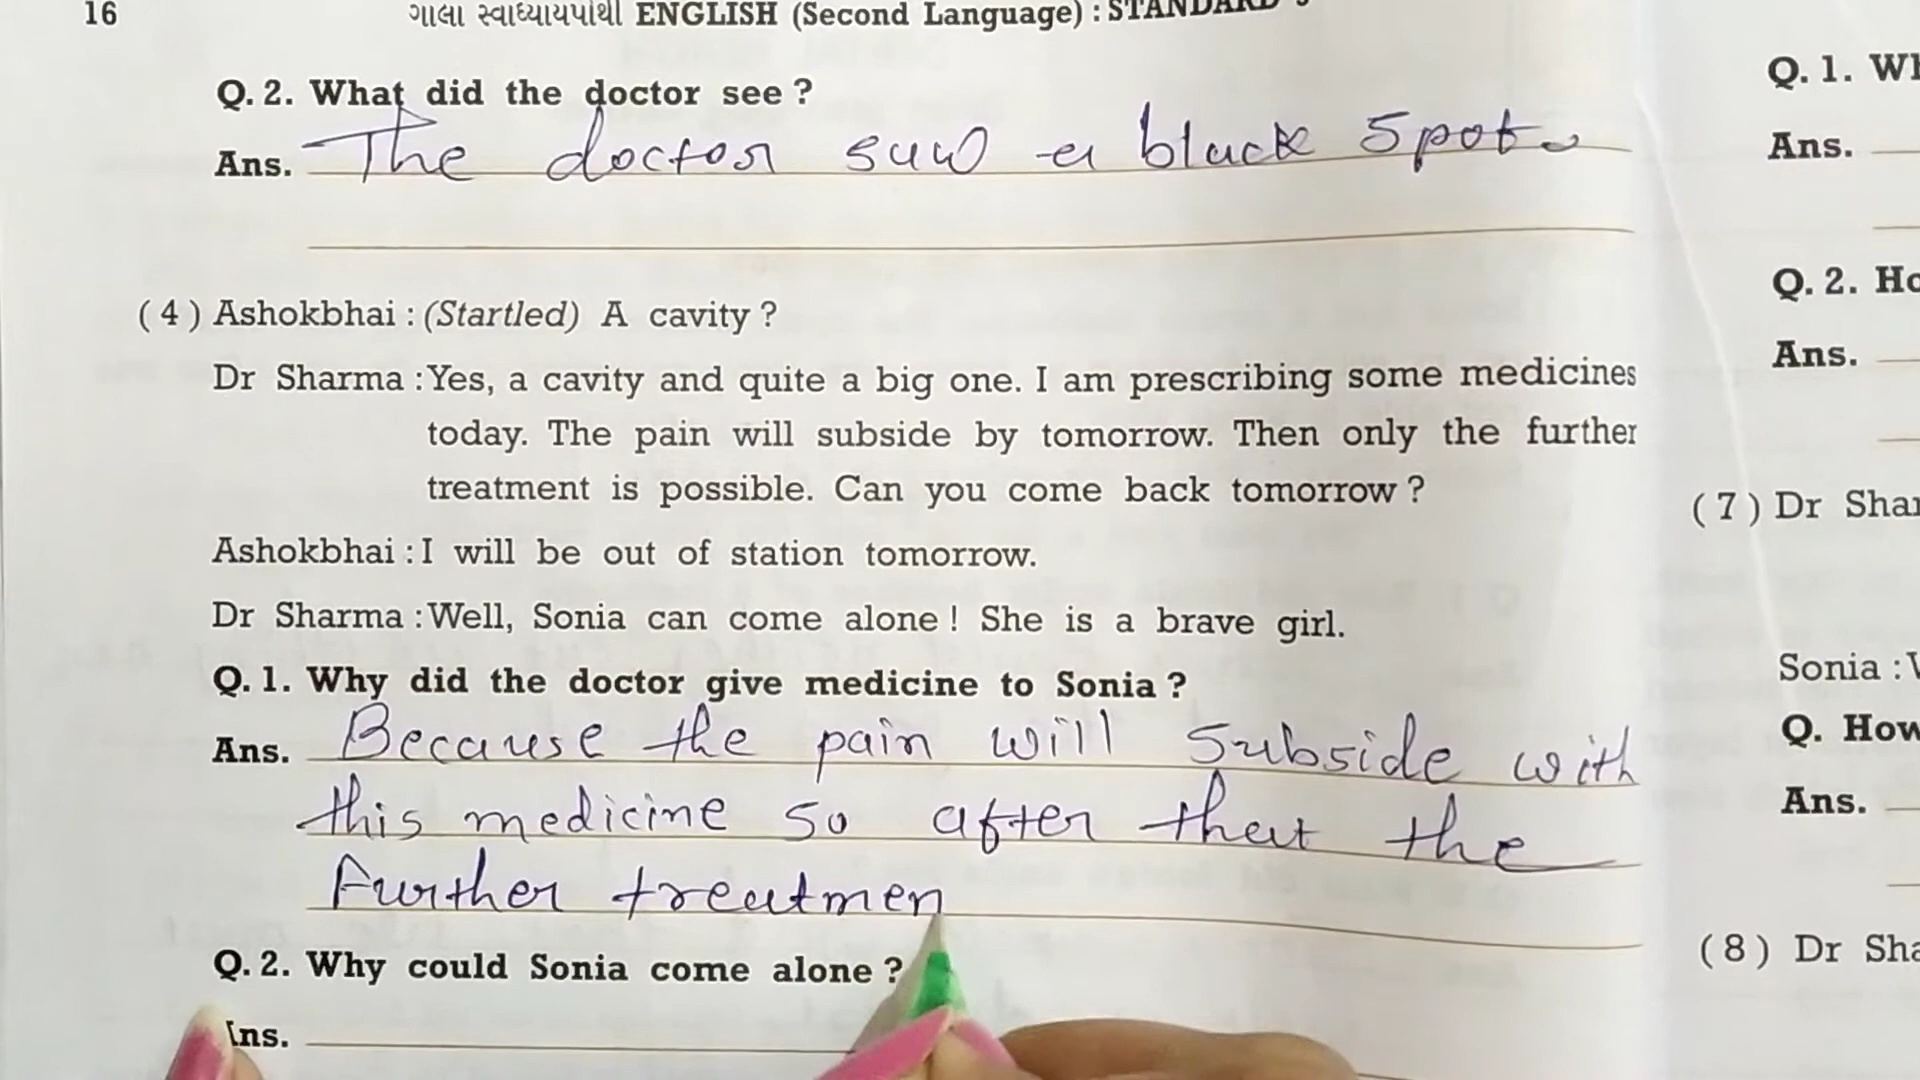 16 ગાલા સ્વાધ્યાયપોથી ENGLISH (Second Language) : STANDARD
Q. 2. What did the doctor see ?
Ans. The doctor saw a black spot.
( 4 ) Ashokbhai : (Startled) A cavity ?
Dr Sharma : Yes, a cavity and quite a big one. I am prescribing some medicines
today. The pain will subside by tomorrow. Then only the further
treatment is possible. Can you come back tomorrow ?
Ashokbhai : I will be out of station tomorrow.
Dr Sharma : Well, Sonia can come alone ! She is a brave girl.
Q. 1. Why did the doctor give medicine to Sonia ?
Ans. Because the pain will subside with
this medicine so after that the
further treatmen
Q. 2. Why could Sonia come alone ?
Ans.
Q. 1.
Ans.
Q. 2.
Ans.
( 7 ) Dr
Sonia :
Q. How
Ans.
( 8 ) Dr